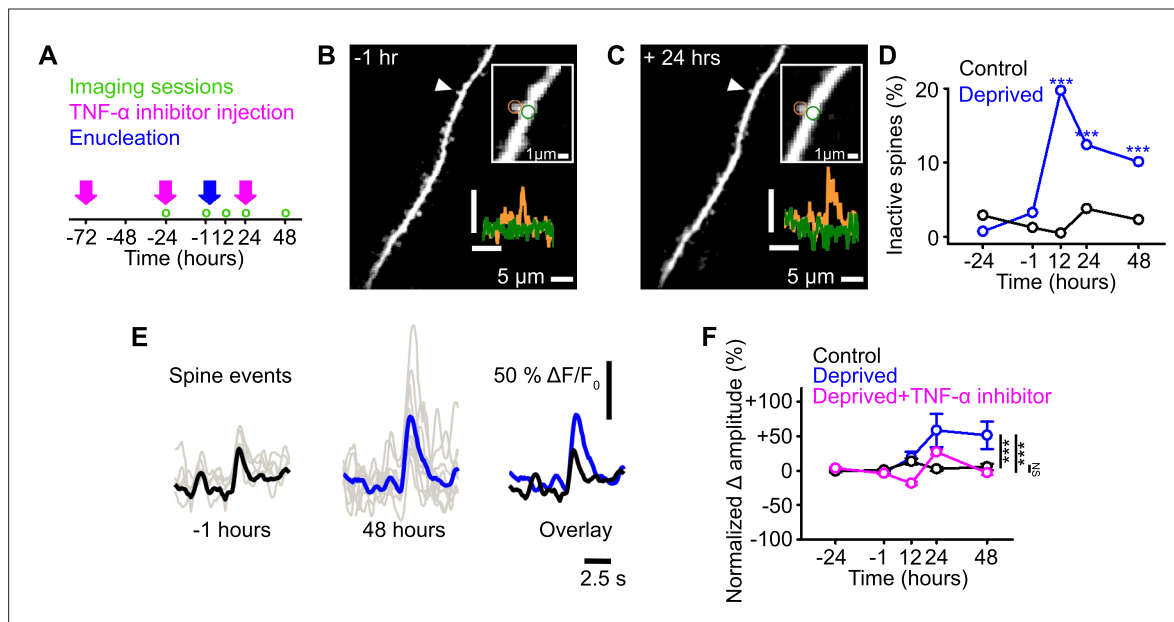 A
Imaging sessions
TNF-α inhibitor injection
Enucleation
-72 -48 -24 -1 12 24 48
Time (hours)
B
-1 hr
1µm
5 µm
C
+ 24 hrs
1µm
5 µm
D
Control
Deprived
Inactive spines (%)
20
10
0
***
***
***
-24 -1 12 24 48
Time (hours)
E
Spine events
50 % ΔF/F0
-1 hours
48 hours
Overlay
2.5 s
F
Control
Deprived
Deprived+TNF-α inhibitor
Normalized Δ amplitude (%)
+100
+50
0
-50
-100
***
***
NS
-24 -1 12 24 48
Time (hours)